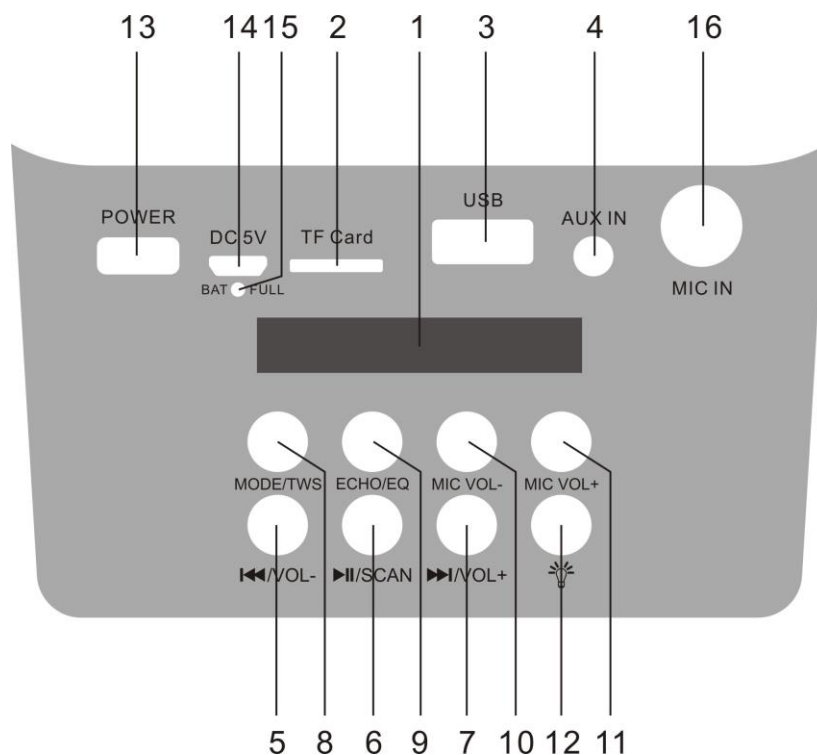 13 14 15 2 1 3 4 16
POWER
DC 5V
TF Card
USB
AUX IN
BAT FULL
MIC IN
MODE/TWS ECHO/EQ MIC VOL- MIC VOL+
⏮/VOL- ⏯/SCAN ⏭/VOL+
5 8 6 9 7 10 12 11